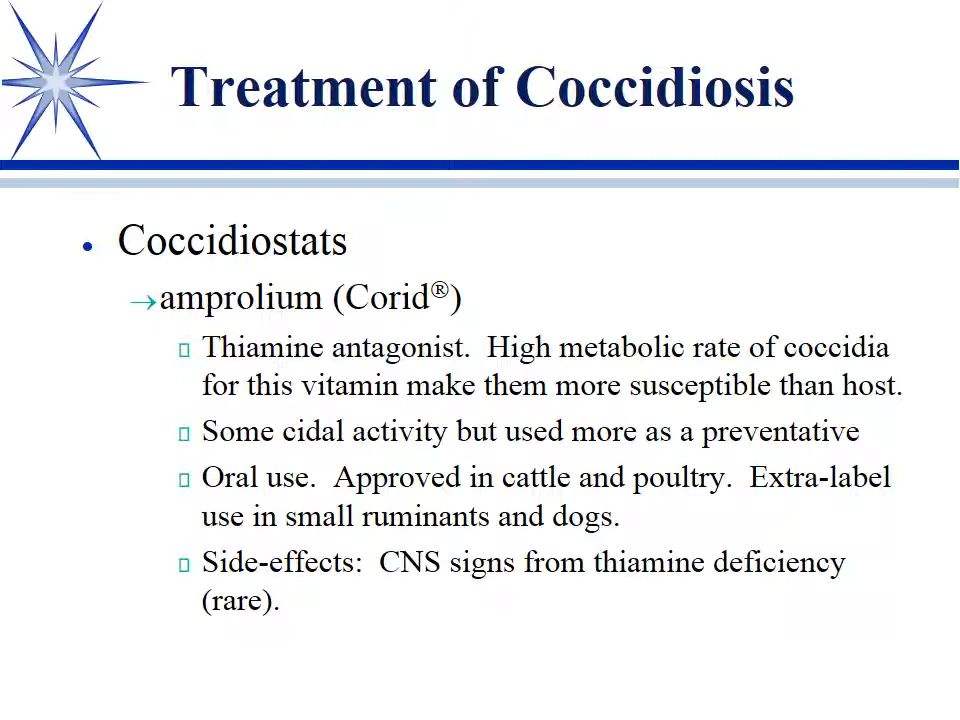 Treatment of Coccidiosis
• Coccidiostats
→amprolium (Corid®)
Thiamine antagonist.  High metabolic rate of coccidia
for this vitamin make them more susceptible than host.
Some cidal activity but used more as a preventative
Oral use.  Approved in cattle and poultry.  Extra-label
use in small ruminants and dogs.
Side-effects:  CNS signs from thiamine deficiency
(rare).